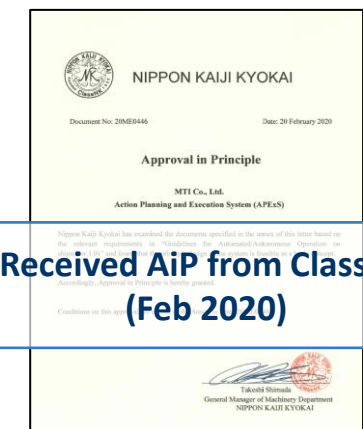 NIPPON KAIJI KYOKAI
Document No: 20ME0446 Date: 20 February 2020
Approval in Principle
MTI Co., Ltd.
Action Planning and Execution System (APExS)
Nippon Kaiji Kyokai has examined the documents specified in the annex of this letter based on
the relevant requirements in "Guidelines for Automated/Autonomous Operation on
Received AiP from Class
(Feb 2020)
Accordingly, Approval in Principle is hereby granted.
Conditions on this
Takeshi Shimada
General Manager of Machinery Department
NIPPON KAIJI KYOKAI